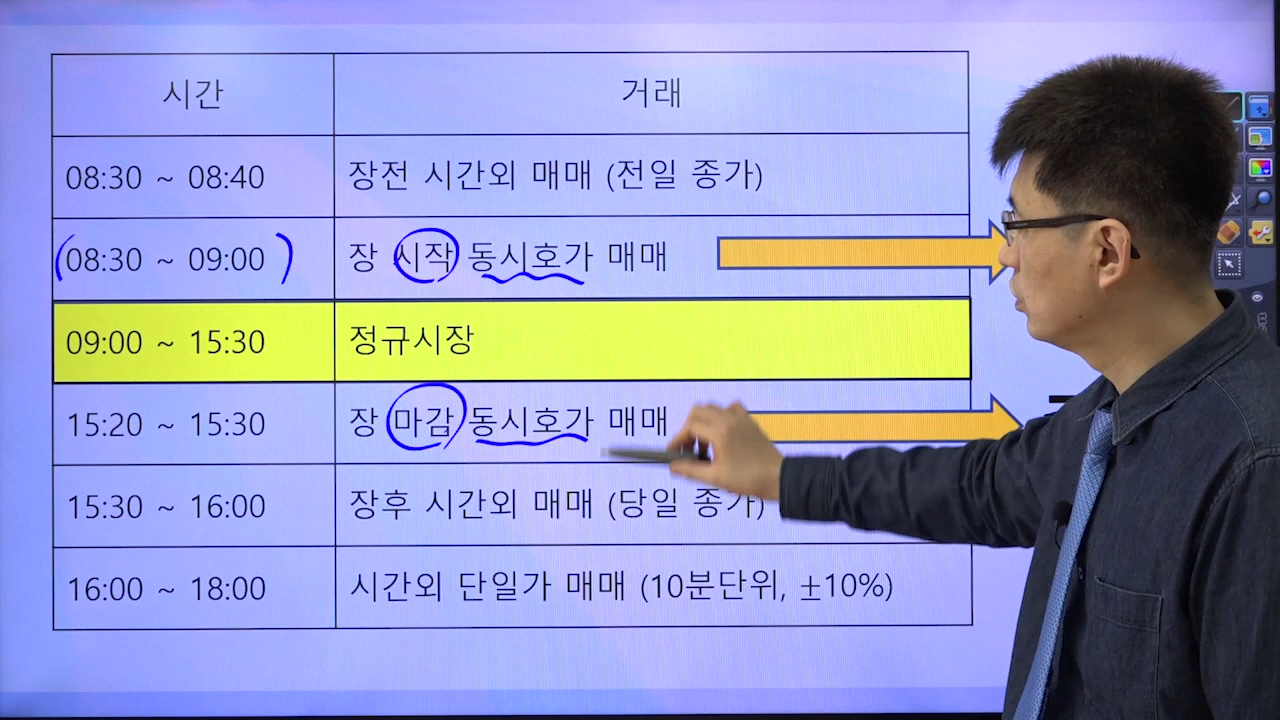 시간 거래
08:30 ~ 08:40 장전 시간외 매매 (전일 종가)
08:30 ~ 09:00 장 시작 동시호가 매매
09:00 ~ 15:30 정규시장
15:20 ~ 15:30 장 마감 동시호가 매매
15:30 ~ 16:00 장후 시간외 매매 (당일 종가)
16:00 ~ 18:00 시간외 단일가 매매 (10분단위, ±10%)